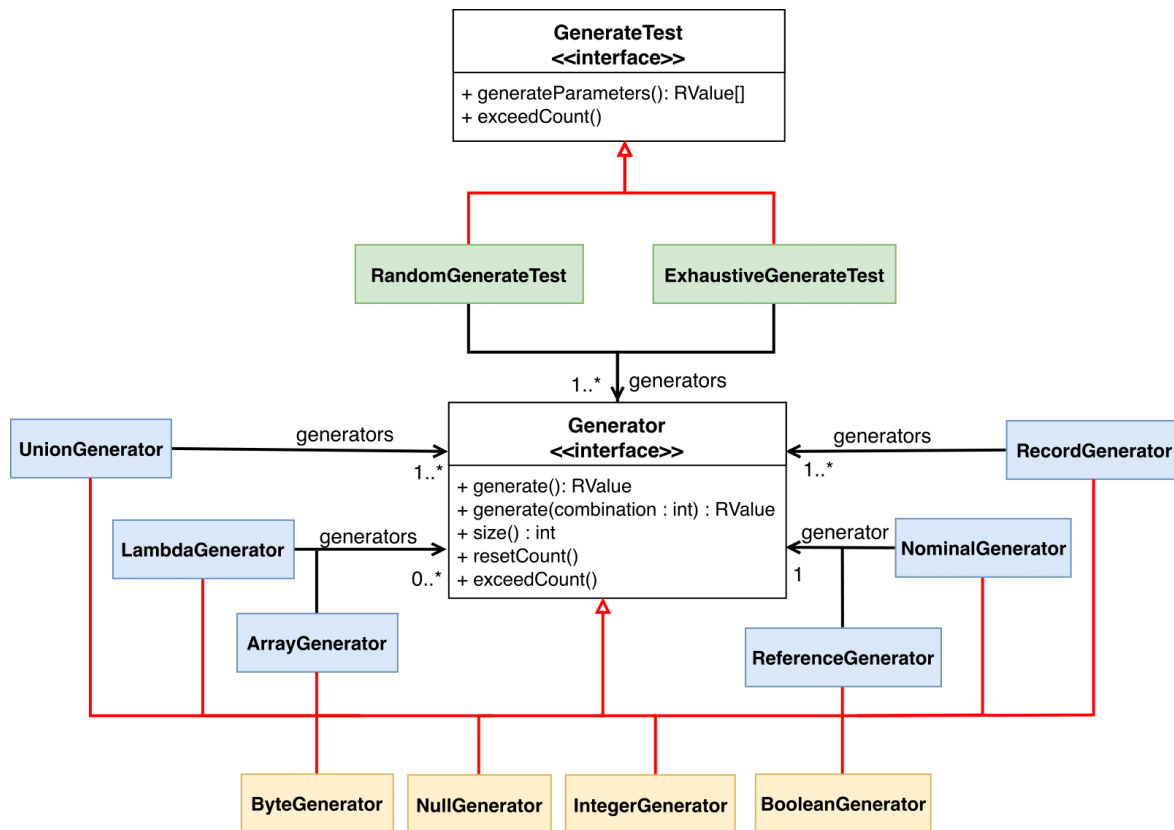 GenerateTest
<<interface>>
+ generateParameters(): RValue[]
+ exceedCount()
RandomGenerateTest
ExhaustiveGenerateTest
1..*
generators
UnionGenerator
generators
1..*
Generator
<<interface>>
+ generate(): RValue
+ generate(combination : int) : RValue
+ size() : int
+ resetCount()
+ exceedCount()
generators
1..*
RecordGenerator
LambdaGenerator
generators
0..*
generator
1
NominalGenerator
ArrayGenerator
ReferenceGenerator
ByteGenerator
NullGenerator
IntegerGenerator
BooleanGenerator